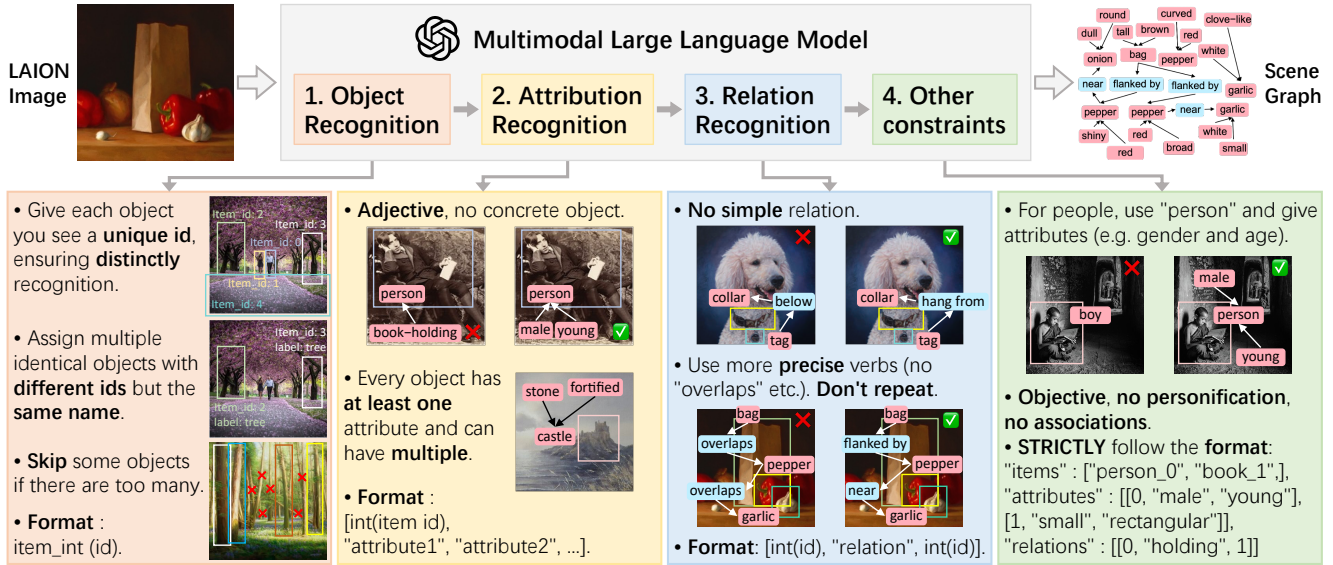 LAION
Image
Multimodal Large Language Model
1. Object
Recognition
2. Attribution
Recognition
3. Relation
Recognition
4. Other
constraints
Scene
Graph
round
curved
clove-like
dull
tall
brown
red
onion
bag
pepper
white
near
flanked by
flanked by
garlic
pepper
pepper
near
garlic
shiny
red
white
red
broad
small
• Give each object
you see a unique id,
ensuring distinctly
recognition.
Item_id: 2
Item_id: 3
Item_id: 0
Item_id: 1
Item_id: 4
• Assign multiple
identical objects with
different ids but the
same name.
Item_id: 3
label: tree
Item_id: 2
label: tree
• Skip some objects
if there are too many.
• Format :
item_int (id).
• Adjective, no concrete object.
person
book-holding
person
male
young
• Every object has
at least one
attribute and can
have multiple.
stone
fortified
castle
• Format :
[int(item id),
"attribute1", "attribute2", ...].
• No simple relation.
collar
below
tag
collar
hang from
tag
• Use more precise verbs (no
"overlaps" etc.). Don't repeat.
bag
overlaps
pepper
overlaps
garlic
bag
flanked by
pepper
near
garlic
• Format: [int(id), "relation", int(id)].
• For people, use "person" and give
attributes (e.g. gender and age).
boy
male
person
young
• Objective, no personification,
no associations.
• STRICTLY follow the format:
"items" : ["person_0", "book_1",],
"attributes" : [[0, "male", "young"],
[1, "small", "rectangular"]],
"relations" : [[0, "holding", 1]]